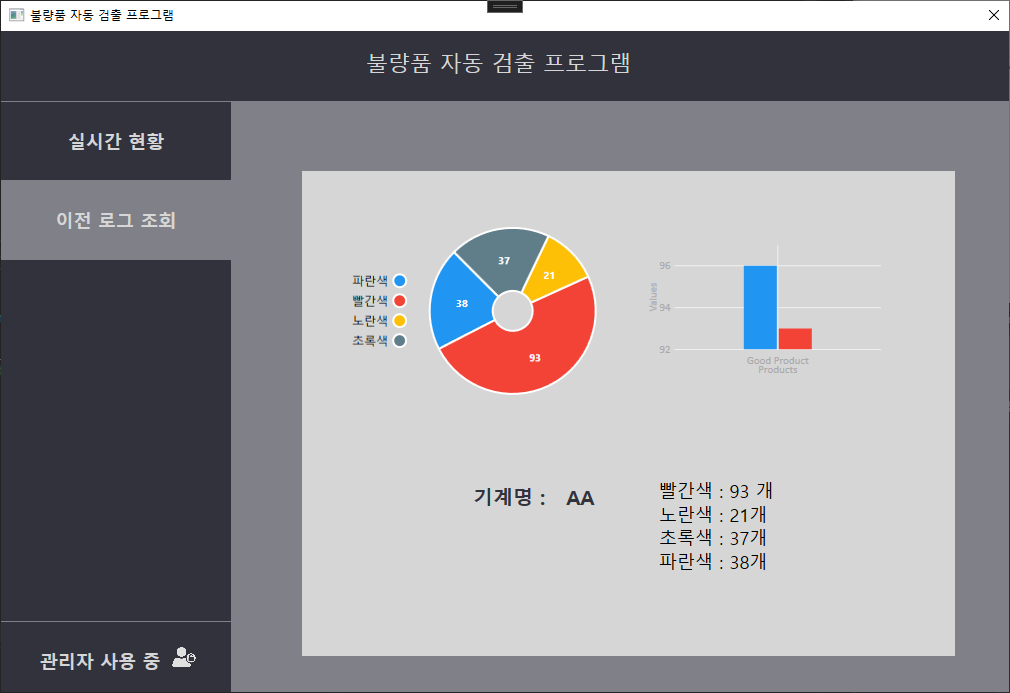 불량품 자동 검출 프로그램
불량품 자동 검출 프로그램
실시간 현황
이전 로그 조회
파란색
빨간색
노란색
초록색
37
21
38
93
96
94
92
Values
Good Product
Products
기계명 : AA
빨간색 : 93 개
노란색 : 21개
초록색 : 37개
파란색 : 38개
관리자 사용 중